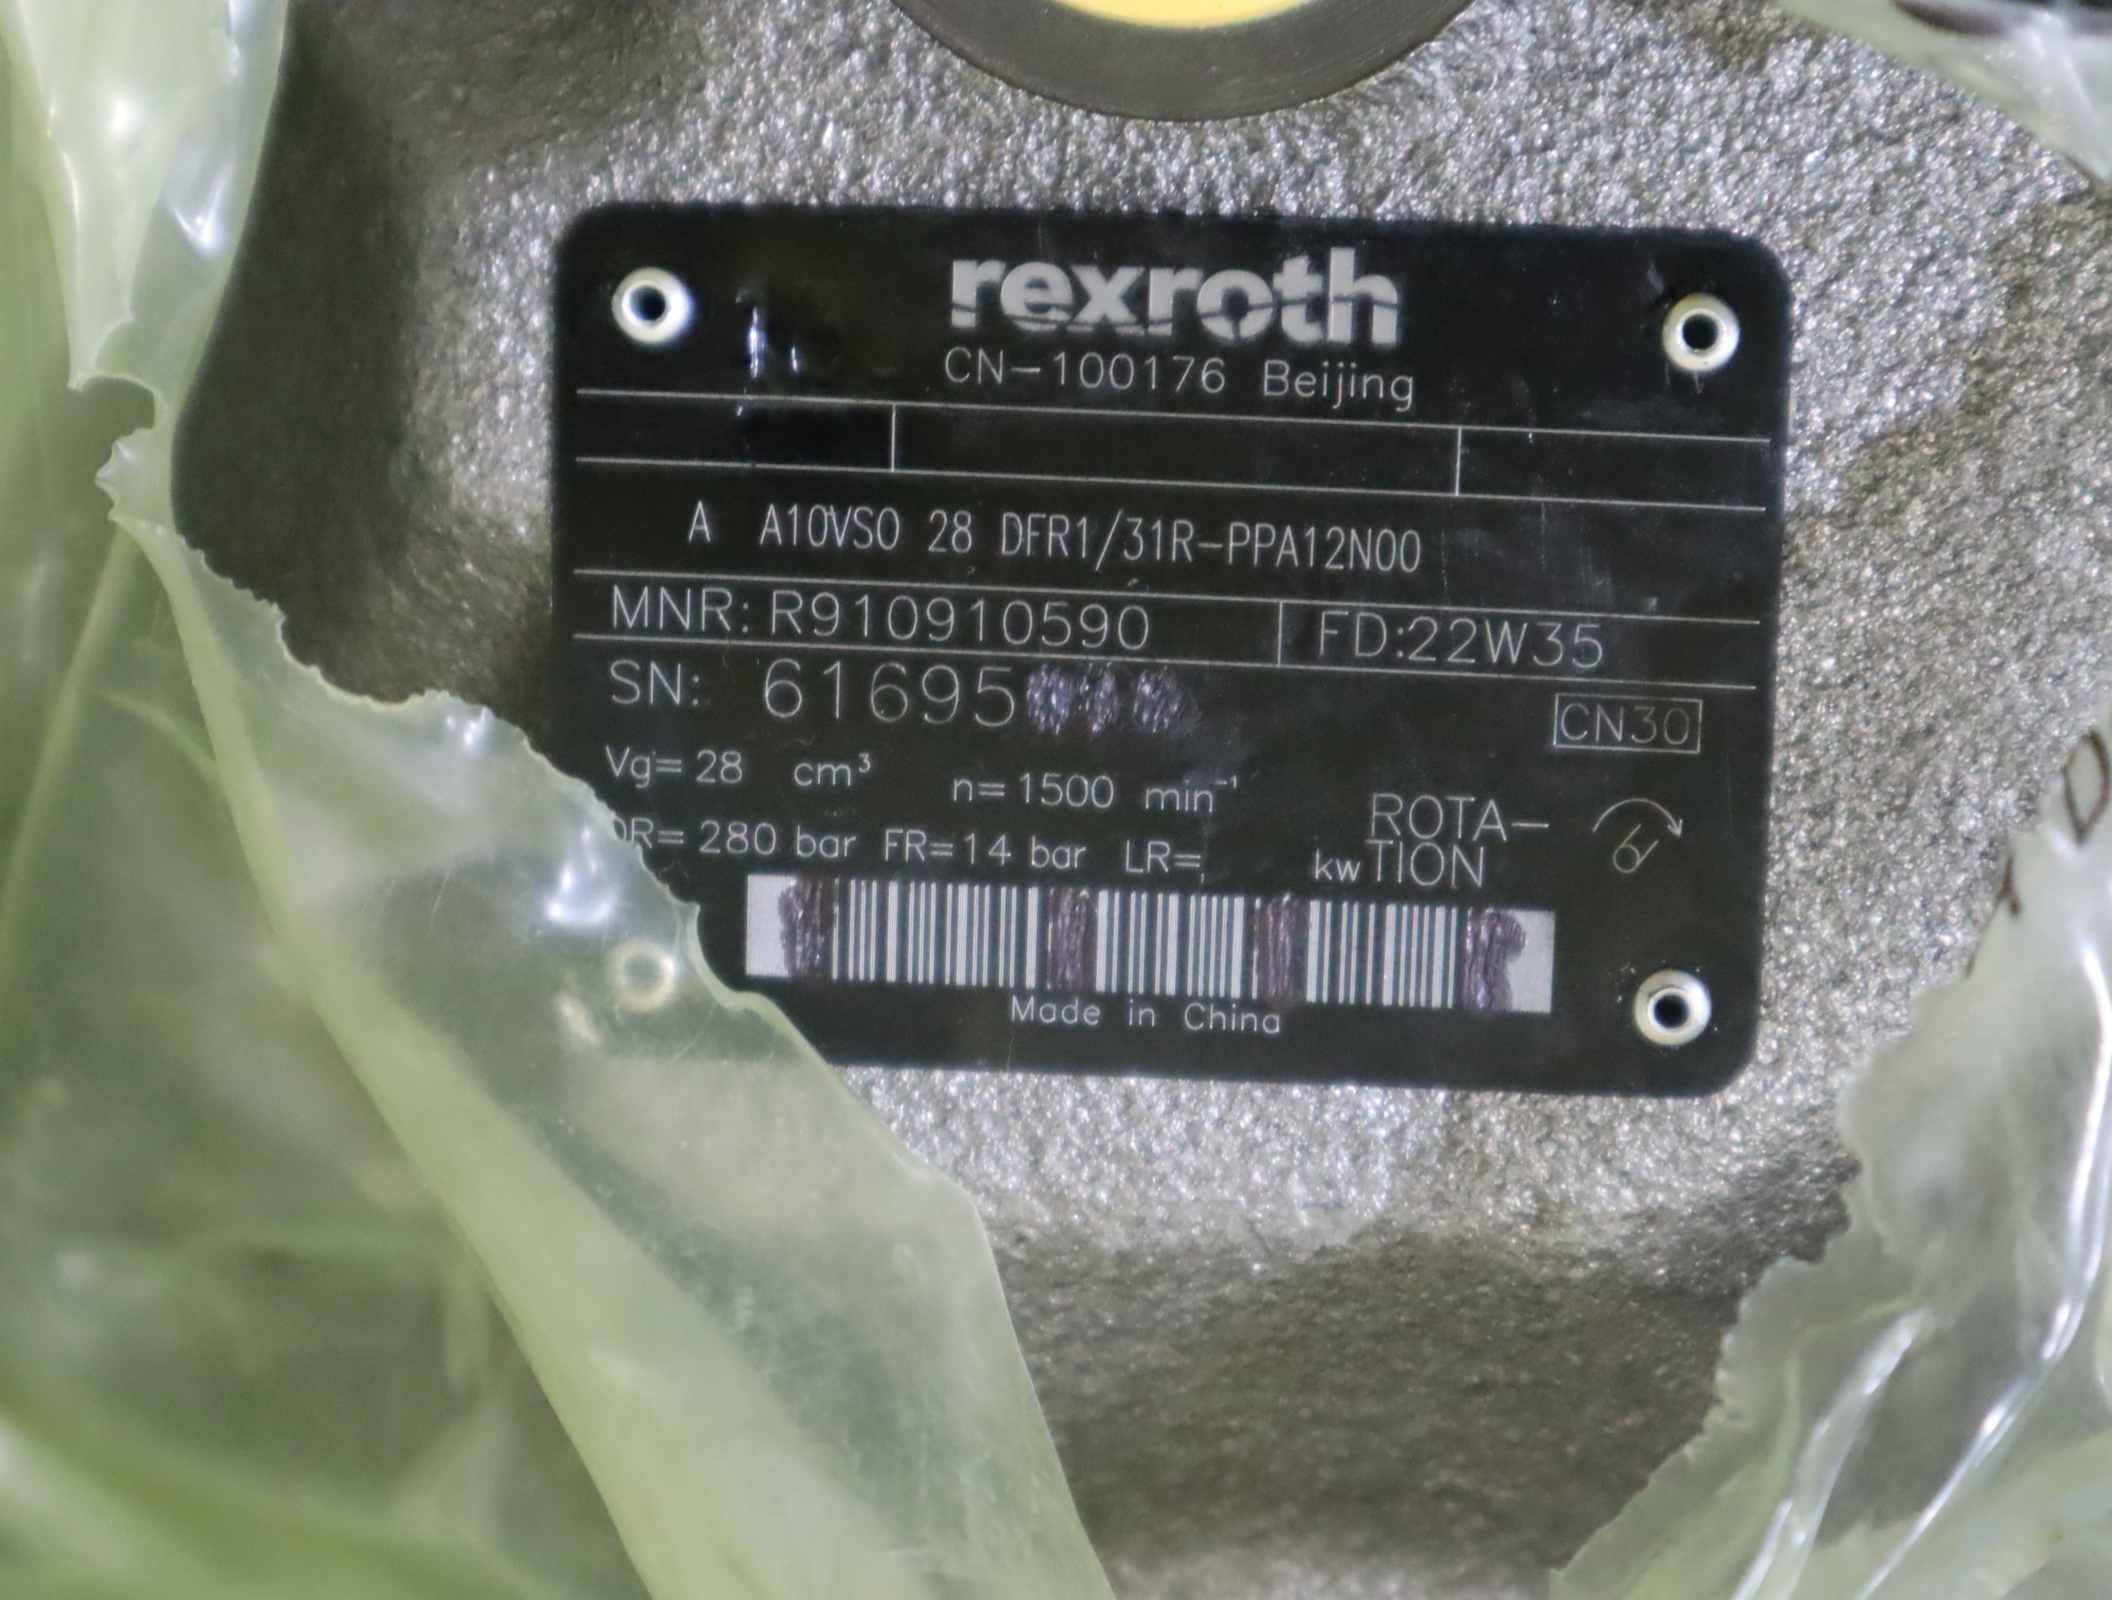 rexroth
CN-100176 Beijing
A A10VSO 28 DFR1/31R-PPA12N00
MNR: R910910590 FD:22W35
SN: 61695
CN30
Vg= 28 cm³ n= 1500 min⁻¹
DR= 280 bar FR= 14 bar LR= kw
ROTA-
TION
Made in China